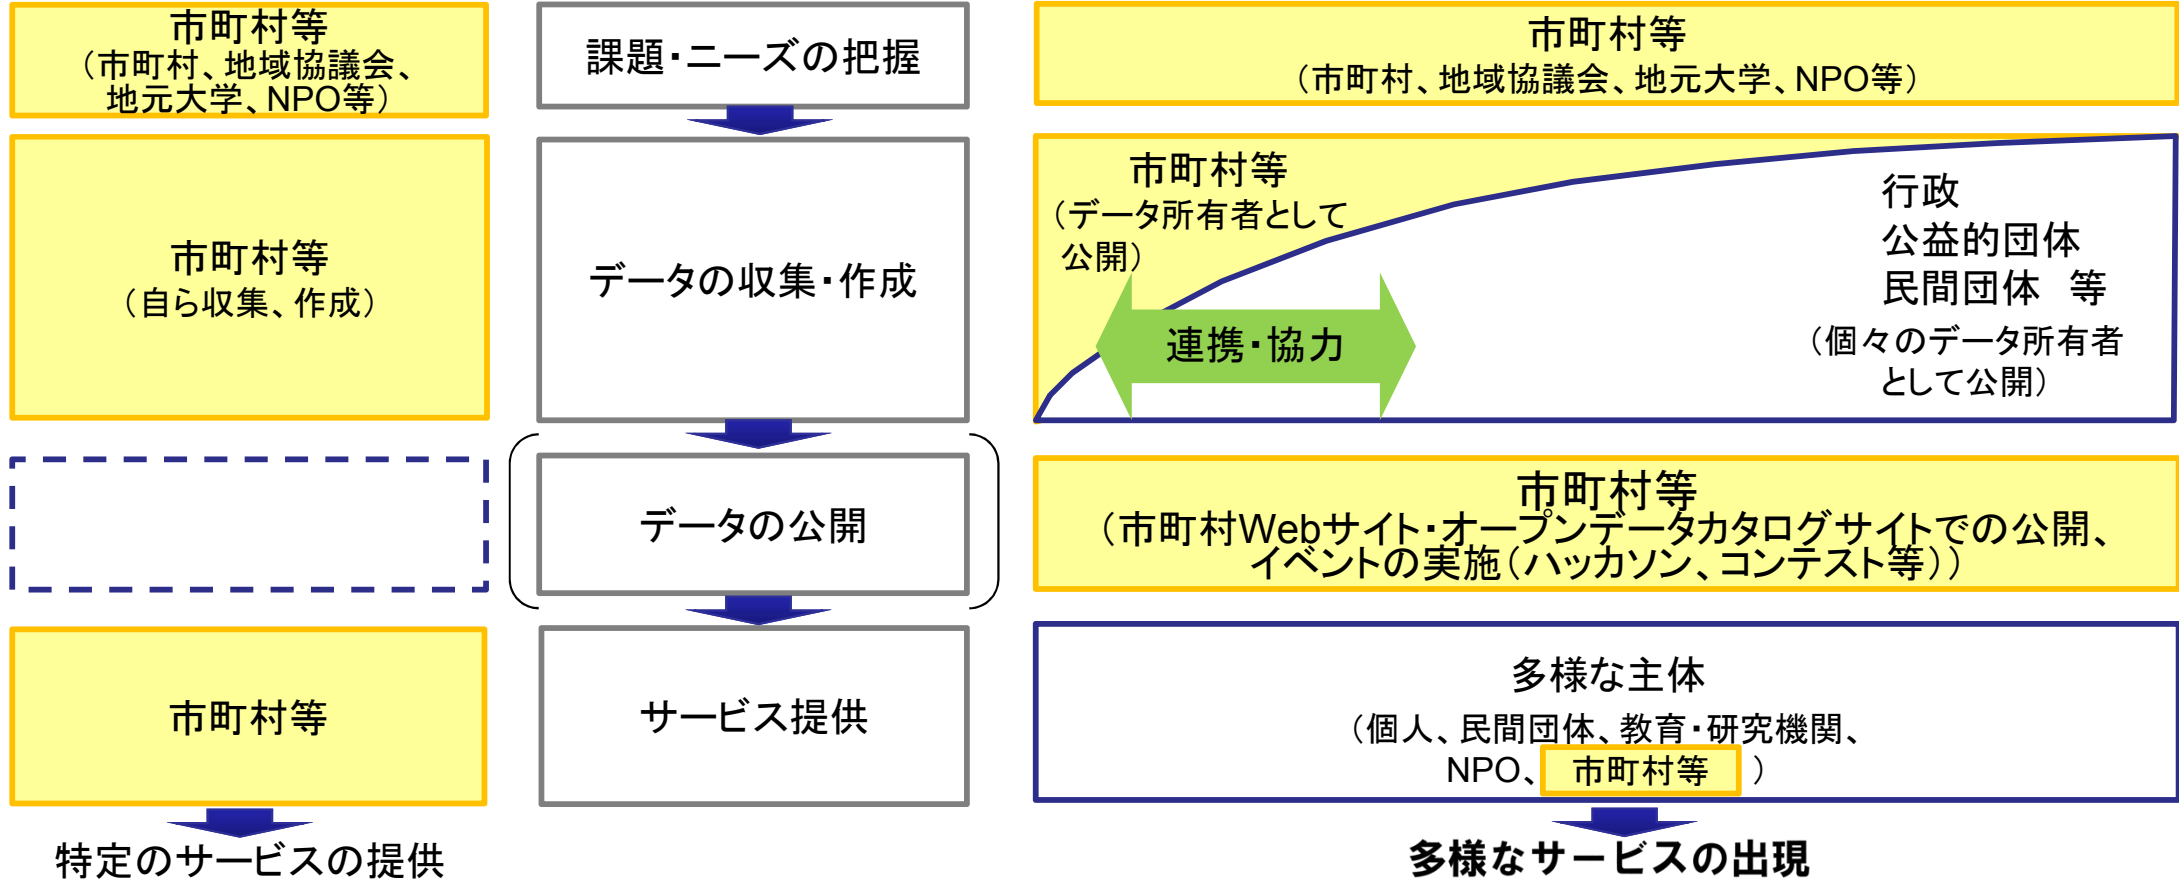 市町村等
（市町村、地域協議会、
地元大学、NPO等）
課題・ニーズの把握
市町村等
（市町村、地域協議会、地元大学、NPO等）
市町村等
（自ら収集、作成）
データの収集・作成
市町村等
（データ所有者として
公開）
連携・協力
行政
公益的団体
民間団体　等
（個々のデータ所有者
として公開）
データの公開
市町村等
（市町村Webサイト・オープンデータカタログサイトでの公開、
イベントの実施（ハッカソン、コンテスト等））
市町村等
サービス提供
多様な主体
（個人、民間団体、教育・研究機関、
NPO、市町村等）
特定のサービスの提供
多様なサービスの出現